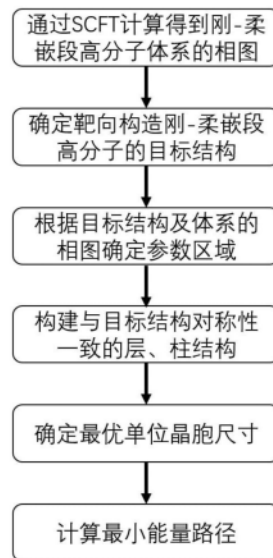 通过SCFT计算得到刚-柔
嵌段高分子体系的相图
确定靶向构造刚-柔嵌段
高分子的目标结构
根据目标结构及体系的
相图确定参数区域
构建与目标结构对称性
一致的层、柱结构
确定最优单位晶胞尺寸
计算最小能量路径